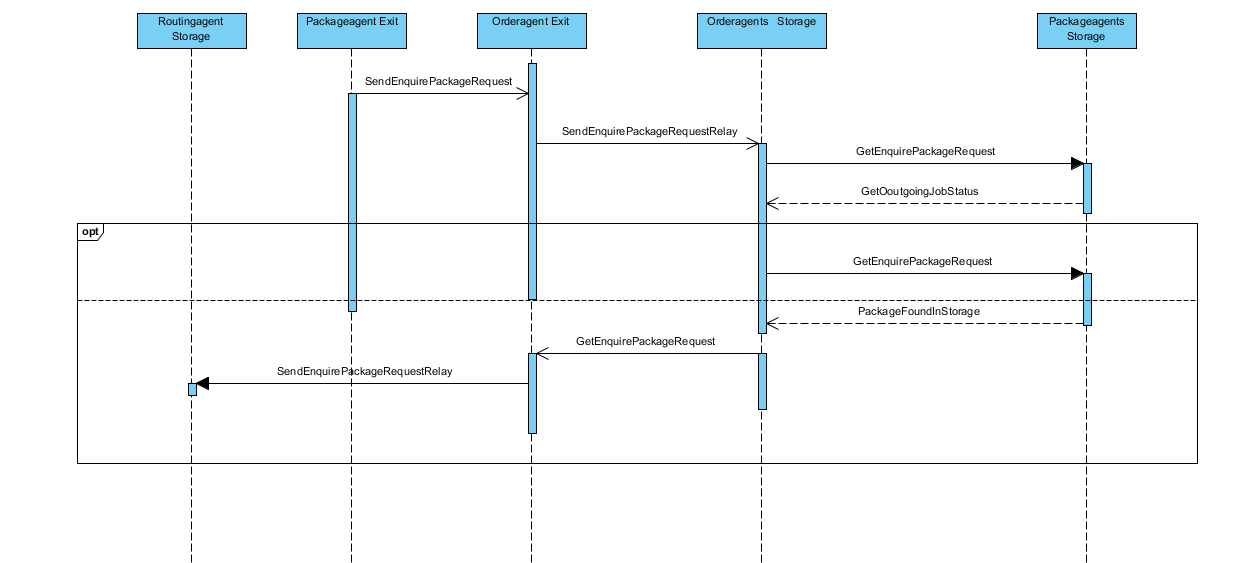 Routingagent
Storage
Packageagent Exit
Orderagent Exit
Orderagents Storage
Packageagents
Storage
SendEnquirePackageRequest
SendEnquirePackageRequestRelay
GetEnquirePackageRequest
GetOoutgoingJobStatus
opt
GetEnquirePackageRequest
PackageFoundInStorage
GetEnquirePackageRequest
SendEnquirePackageRequestRelay